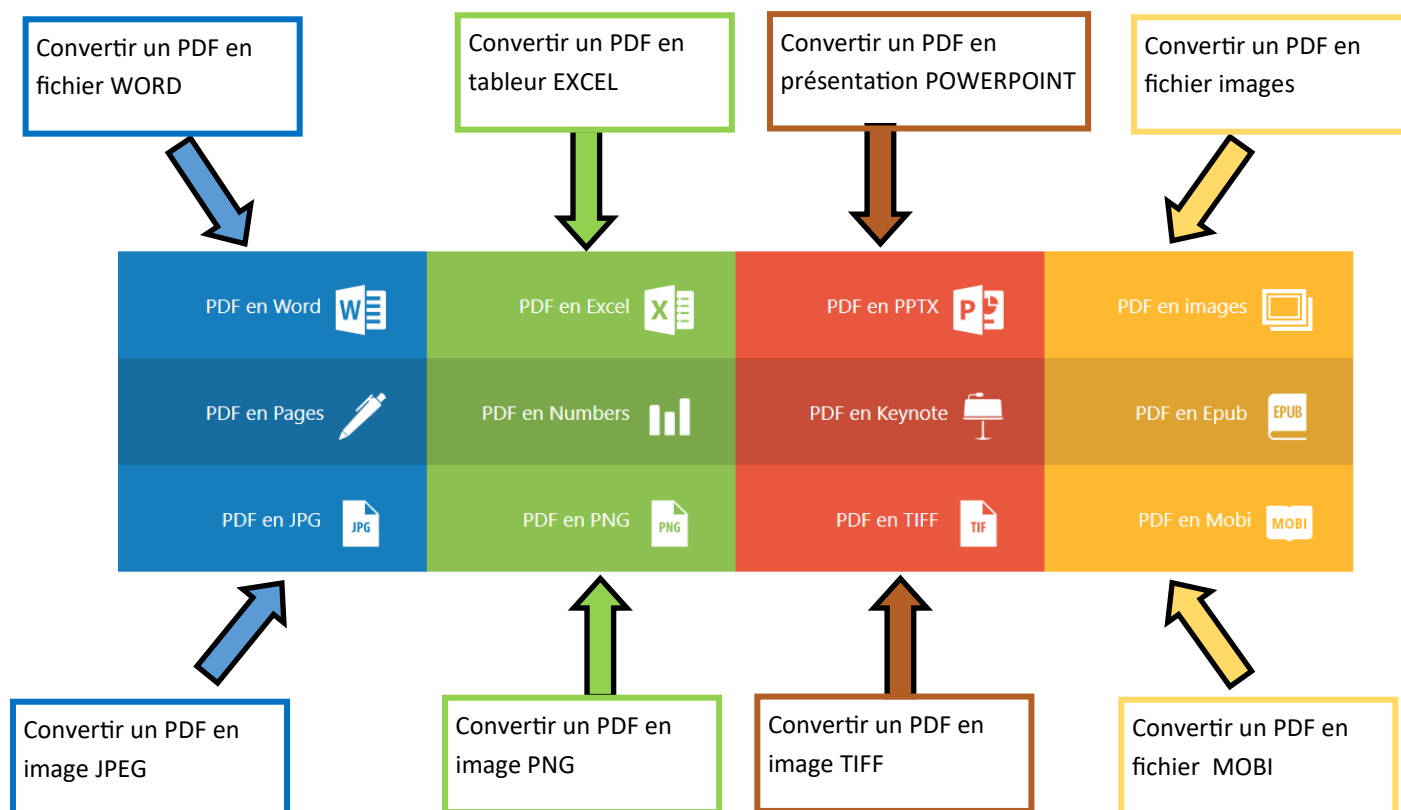 Convertir un PDF en
fichier WORD
Convertir un PDF en
tableur EXCEL
Convertir un PDF en
présentation POWERPOINT
Convertir un PDF en
fichier images
PDF en Word W
PDF en Excel X
PDF en PPTX P
PDF en images
PDF en Pages
PDF en Numbers
PDF en Keynote
PDF en Epub EPUB
PDF en JPG JPG
PDF en PNG PNG
PDF en TIFF TIF
PDF en Mobi MOBI
Convertir un PDF en
image JPEG
Convertir un PDF en
image PNG
Convertir un PDF en
image TIFF
Convertir un PDF en
fichier MOBI